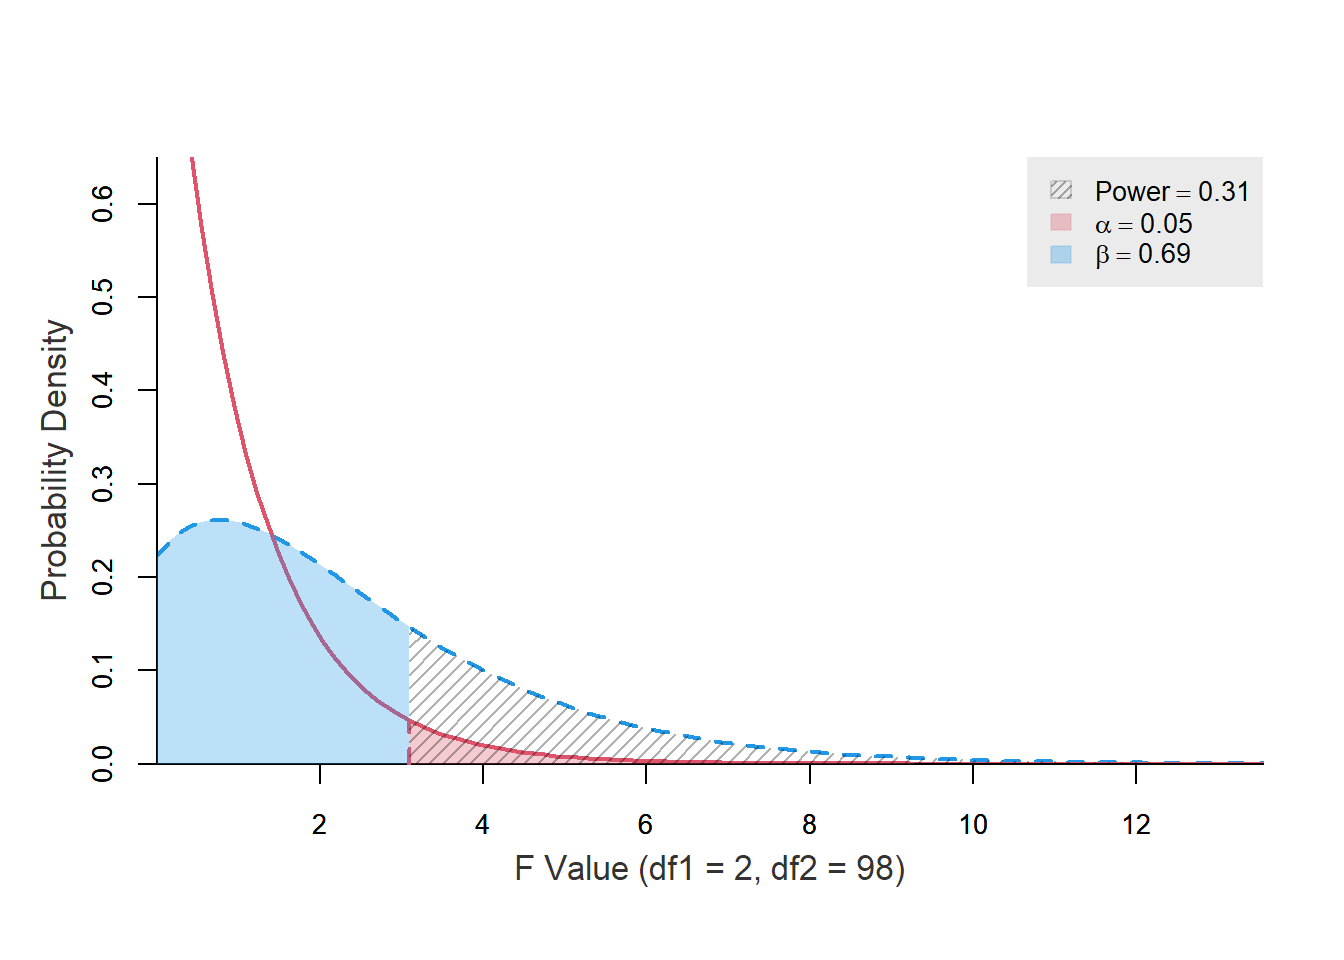 Power = 0.31
α = 0.05
β = 0.69
Probability Density
0.6
0.5
0.4
0.3
0.2
0.1
0.0
2 4 6 8 10 12
F Value (df1 = 2, df2 = 98)